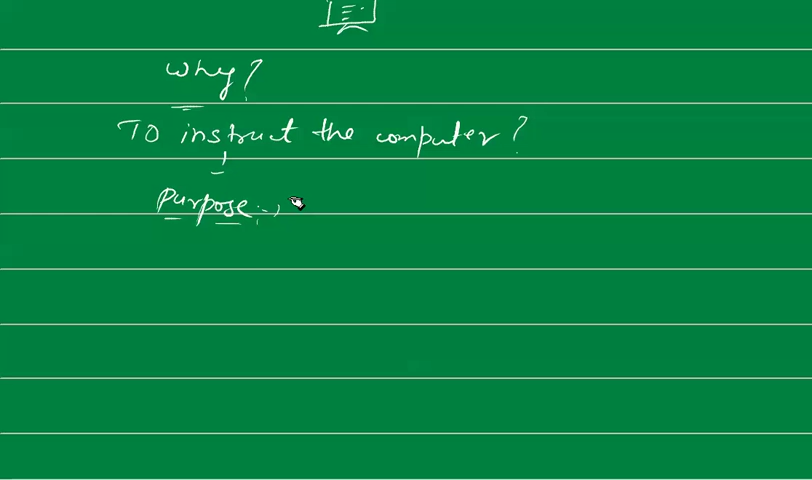 Why?
To instruct the computer?
Purpose :-